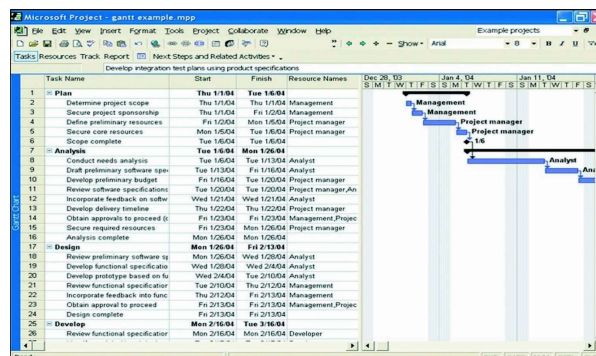 Microsoft Project - gantt example.mpp
File Edit View Insert Format Tools Project Collaborate Window Help Example projects
Show Arial 8 B I U
Tasks Resources Track Report Next Steps and Related Activities
Develop integration test plans using product specifications
Task Name Start Finish Resource Names Dec 28, '03 Jan 4, '04 Jan 11, '04
S M T W T F S S M T W T F S S M T W T F S
1 Plan Thu 1/1/04 Tue 1/6/04
2 Determine project scope Thu 1/1/04 Thu 1/1/04 Management Management
3 Secure project sponsorship Thu 1/1/04 Fri 1/2/04 Management Management
4 Define preliminary resources Fri 1/2/04 Mon 1/5/04 Project manager Project manager
5 Secure core resources Mon 1/5/04 Tue 1/6/04 Project manager Project manager
6 Scope complete Tue 1/6/04 Tue 1/6/04 1/6
7 Analysis Tue 1/6/04 Mon 1/26/04
8 Conduct needs analysis Tue 1/6/04 Tue 1/13/04 Analyst Analyst
9 Draft preliminary software spe Tue 1/13/04 Fri 1/16/04 Analyst Ana
10 Develop preliminary budget Fri 1/16/04 Tue 1/20/04 Project manager
11 Review software specifications Tue 1/20/04 Tue 1/20/04 Project manager,An
12 Incorporate feedback on softw Wed 1/21/04 Wed 1/21/04 Analyst
13 Develop delivery timeline Thu 1/22/04 Thu 1/22/04 Project manager
14 Obtain approvals to proceed (c Fri 1/23/04 Fri 1/23/04 Management,Projec
15 Secure required resources Fri 1/23/04 Mon 1/26/04 Project manager
16 Analysis complete Mon 1/26/04 Mon 1/26/04
17 Design Mon 1/26/04 Fri 2/13/04
18 Review preliminary software sp Mon 1/26/04 Wed 1/28/04 Analyst
19 Develop functional specificatio Wed 1/28/04 Wed 2/4/04 Analyst
20 Develop prototype based on fu Wed 2/4/04 Tue 2/10/04 Analyst
21 Review functional specification Tue 2/10/04 Thu 2/12/04 Management
22 Incorporate feedback into func Thu 2/12/04 Fri 2/13/04 Management
23 Obtain approval to proceed Fri 2/13/04 Fri 2/13/04 Management,Projec
24 Design complete Fri 2/13/04 Fri 2/13/04
25 Develop Mon 2/16/04 Tue 3/16/04
26 Review functional specification Mon 2/16/04 Mon 2/16/04 Developer
Gantt Chart